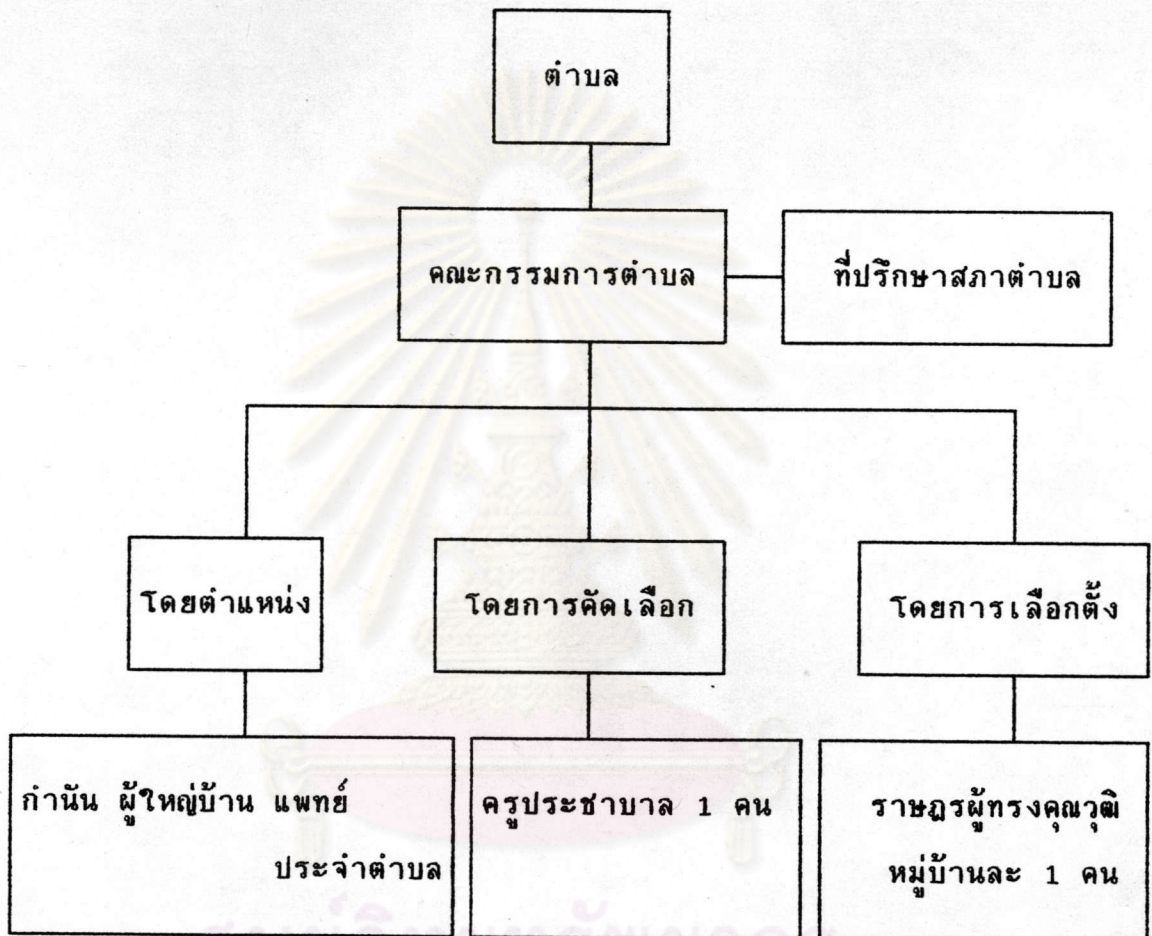 ตำบล
คณะกรรมการตำบล
ที่ปรึกษาสภาตำบล
โดยตำแหน่ง
โดยการคัดเลือก
โดยการเลือกตั้ง
กำนัน ผู้ใหญ่บ้าน แพทย์
ประจำตำบล
ครูประชาบาล 1 คน
ราษฎรผู้ทรงคุณวุฒิ
หมู่บ้านละ 1 คน